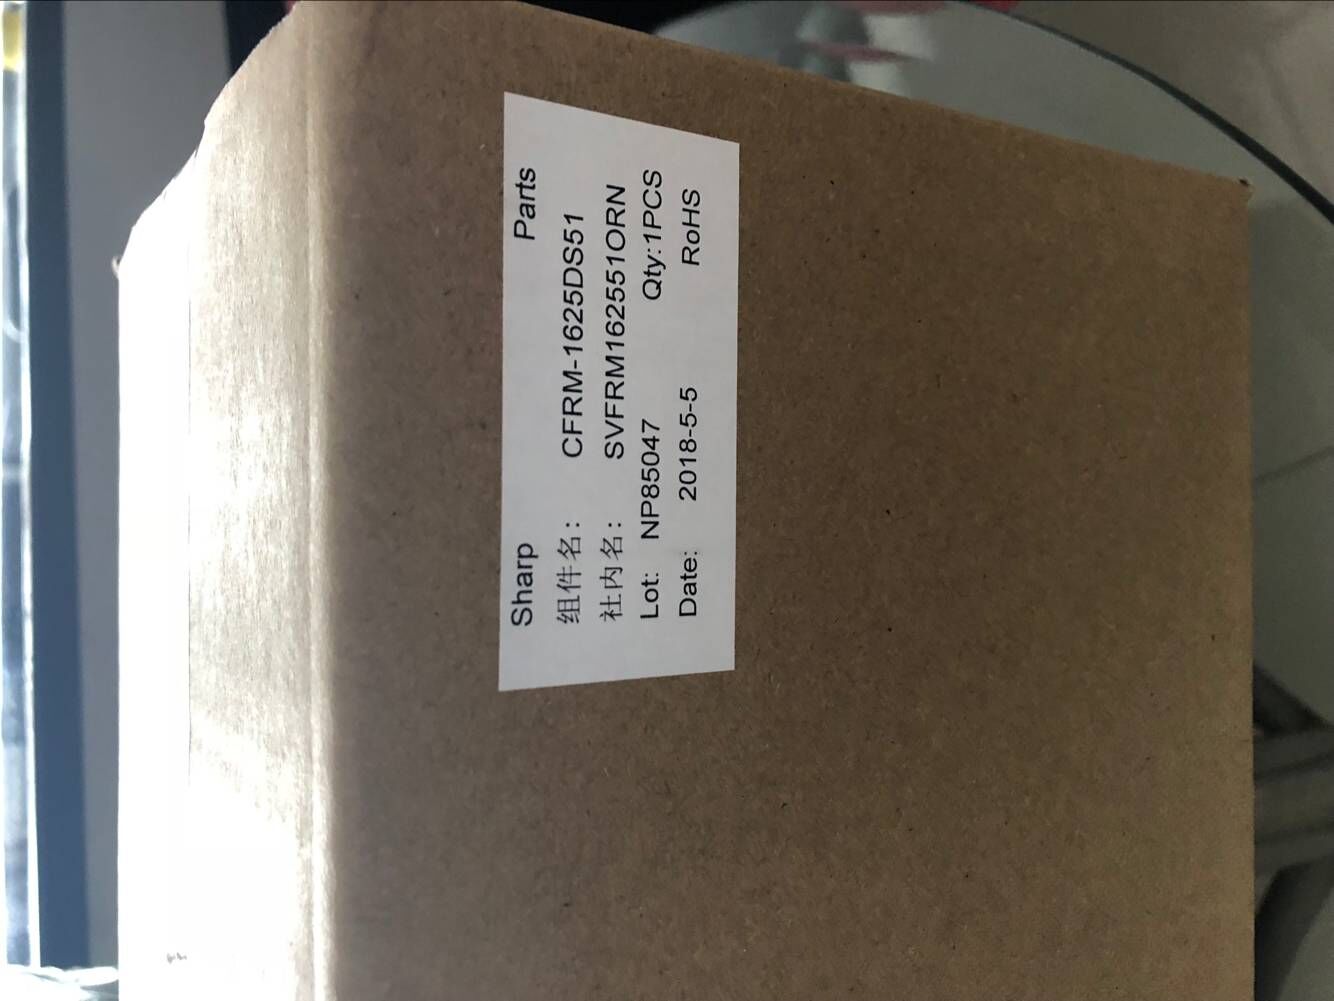 Sharp Parts
组件名: CFRM-1625DS51
社内名: SVFRM162551ORN
Lot: NP85047 Qty:1PCS
Date: 2018-5-5 RoHS